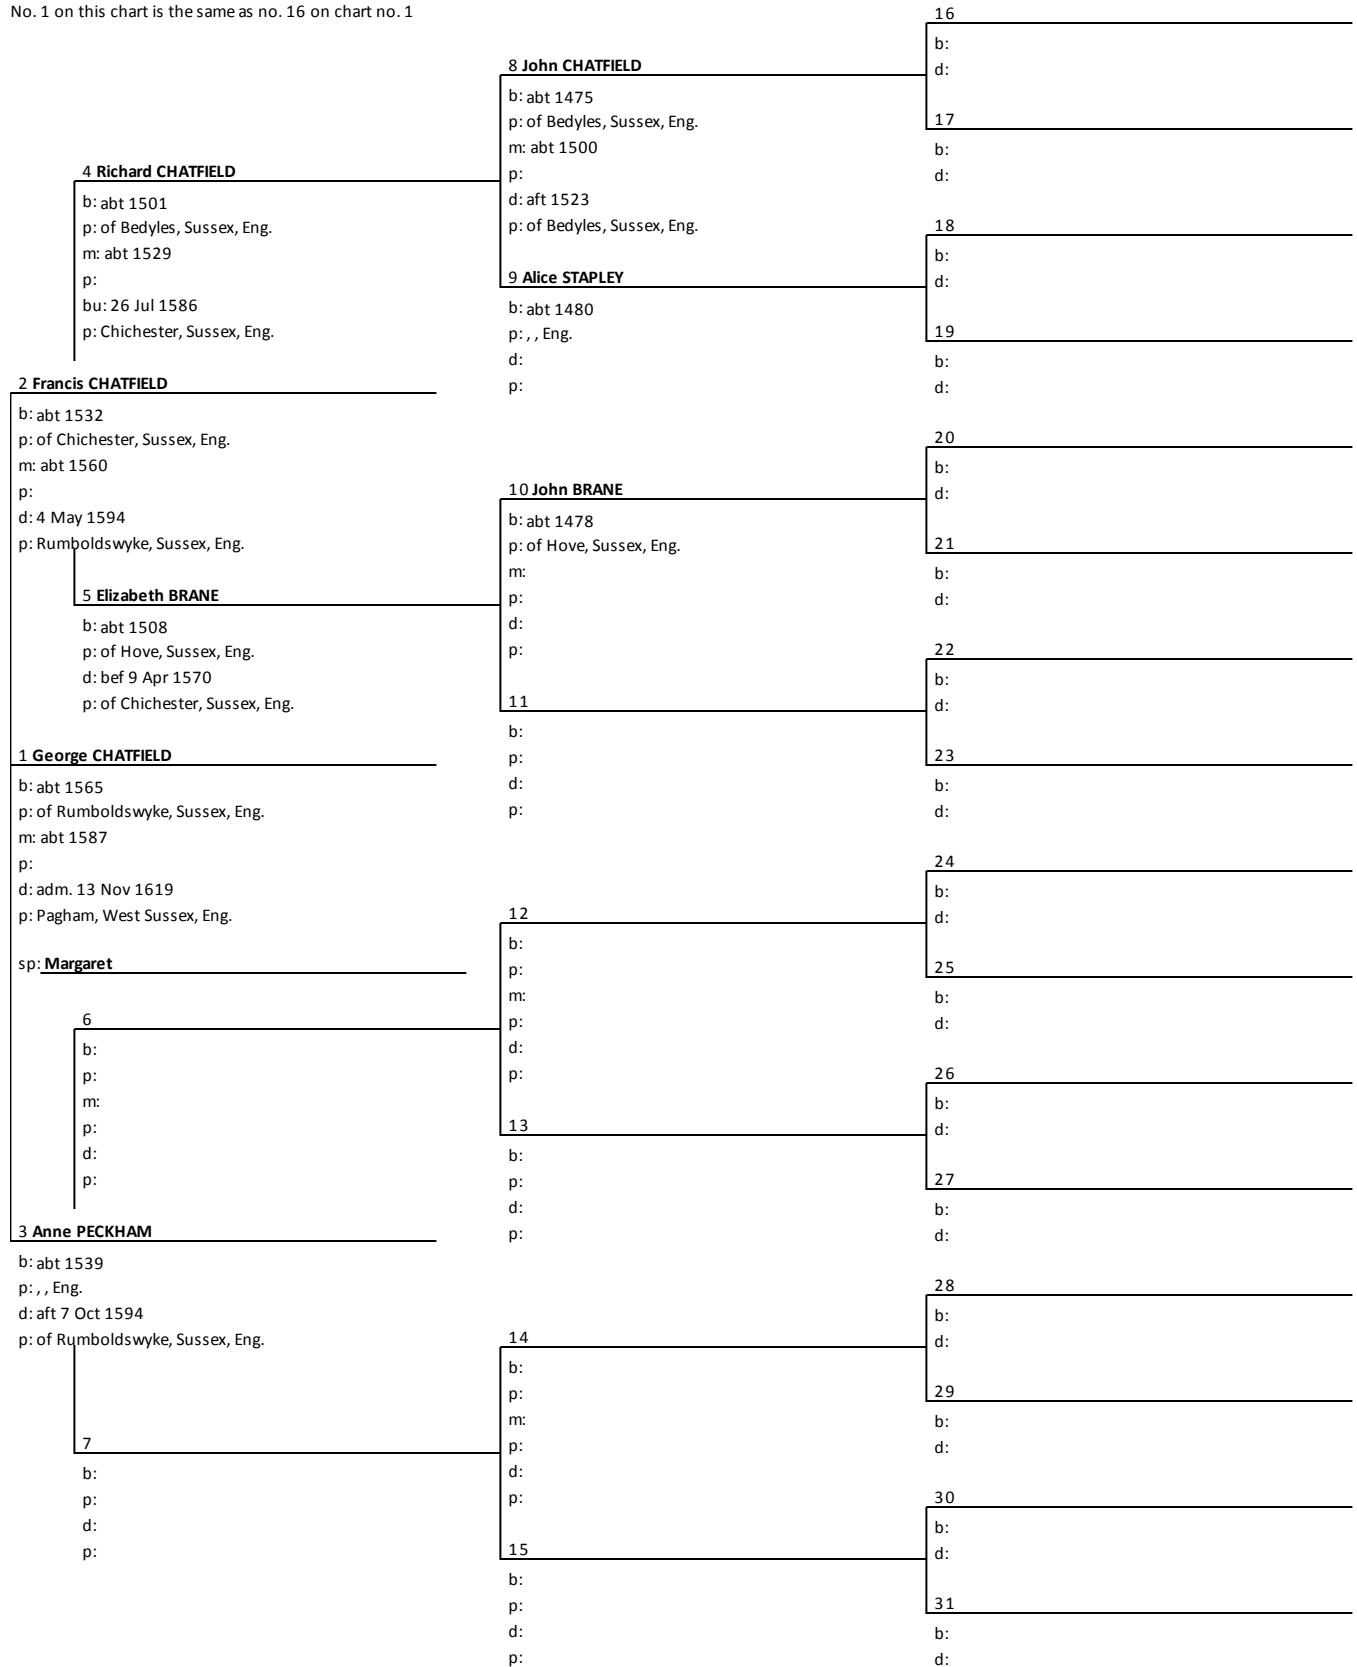 No. 1 on this chart is the same as no. 16 on chart no. 1
16
b:
d:
8 John CHATFIELD
b: abt 1475
p: of Bedyles, Sussex, Eng.
m: abt 1500
p:
d: aft 1523
p: of Bedyles, Sussex, Eng.
17
b:
d:
4 Richard CHATFIELD
b: abt 1501
p: of Bedyles, Sussex, Eng.
m: abt 1529
p:
bu: 26 Jul 1586
p: Chichester, Sussex, Eng.
18
b:
d:
9 Alice STAPLEY
b: abt 1480
p: , , Eng.
d:
p:
19
b:
d:
2 Francis CHATFIELD
b: abt 1532
p: of Chichester, Sussex, Eng.
m: abt 1560
p:
d: 4 May 1594
p: Rumboldswyke, Sussex, Eng.
20
b:
d:
10 John BRANE
b: abt 1478
p: of Hove, Sussex, Eng.
m:
p:
d:
p:
21
b:
d:
5 Elizabeth BRANE
b: abt 1508
p: of Hove, Sussex, Eng.
d: bef 9 Apr 1570
p: of Chichester, Sussex, Eng.
22
b:
d:
11
b:
p:
d:
p:
23
b:
d:
1 George CHATFIELD
b: abt 1565
p: of Rumboldswyke, Sussex, Eng.
m: abt 1587
p:
d: adm. 13 Nov 1619
p: Pagham, West Sussex, Eng.
sp: Margaret
24
b:
d:
12
b:
p:
m:
p:
d:
p:
25
b:
d:
6
b:
p:
m:
p:
d:
p:
26
b:
d:
13
b:
p:
d:
p:
27
b:
d:
3 Anne PECKHAM
b: abt 1539
p: , , Eng.
d: aft 7 Oct 1594
p: of Rumboldswyke, Sussex, Eng.
28
b:
d:
14
b:
p:
m:
p:
d:
p:
29
b:
d:
7
b:
p:
d:
p:
30
b:
d:
15
b:
p:
d:
p:
31
b:
d: